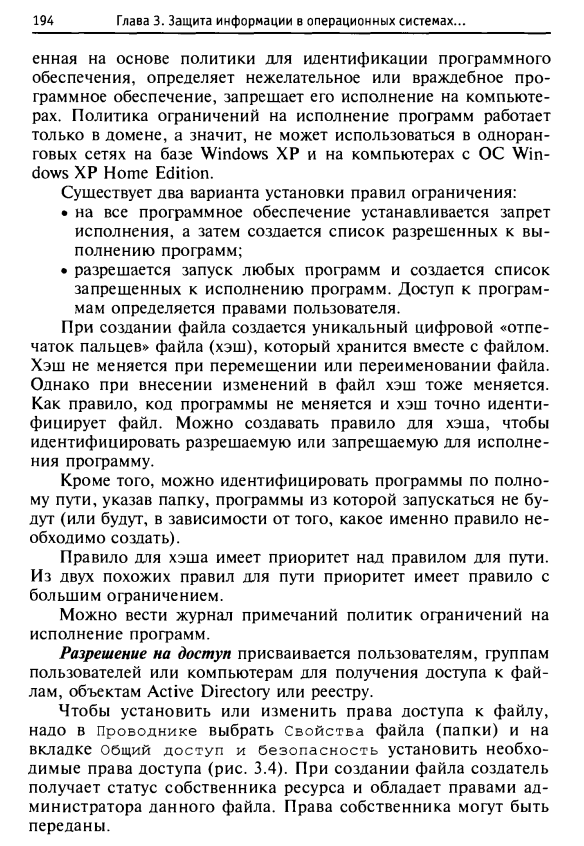 194 Глава 3. Защита информации в операционных системах...
енная на основе политики для идентификации программного
обеспечения, определяет нежелательное или враждебное про-
граммное обеспечение, запрещает его исполнение на компьюте-
рах. Политика ограничений на исполнение программ работает
только в домене, а значит, не может использоваться в одноран-
говых сетях на базе Windows XP и на компьютерах с ОС Win-
dows XP Home Edition.
Существует два варианта установки правил ограничения:
• на все программное обеспечение устанавливается запрет
исполнения, а затем создается список разрешенных к вы-
полнению программ;
• разрешается запуск любых программ и создается список
запрещенных к исполнению программ. Доступ к програм-
мам определяется правами пользователя.
При создании файла создается уникальный цифровой «отпе-
чаток пальцев» файла (хэш), который хранится вместе с файлом.
Хэш не меняется при перемещении или переименовании файла.
Однако при внесении изменений в файл хэш тоже меняется.
Как правило, код программы не меняется и хэш точно иденти-
фицирует файл. Можно создавать правило для хэша, чтобы
идентифицировать разрешаемую или запрещаемую для исполне-
ния программу.
Кроме того, можно идентифицировать программы по полно-
му пути, указав папку, программы из которой запускаться не бу-
дут (или будут, в зависимости от того, какое именно правило не-
обходимо создать).
Правило для хэша имеет приоритет над правилом для пути.
Из двух похожих правил для пути приоритет имеет правило с
большим ограничением.
Можно вести журнал примечаний политик ограничений на
исполнение программ.
Разрешение на доступ присваивается пользователям, группам
пользователей или компьютерам для получения доступа к фай-
лам, объектам Active Directory или реестру.
Чтобы установить или изменить права доступа к файлу,
надо в Проводнике выбрать Свойства файла (папки) и на
вкладке Общий доступ и безопасность установить необхо-
димые права доступа (рис. 3.4). При создании файла создатель
получает статус собственника ресурса и обладает правами ад-
министратора данного файла. Права собственника могут быть
переданы.